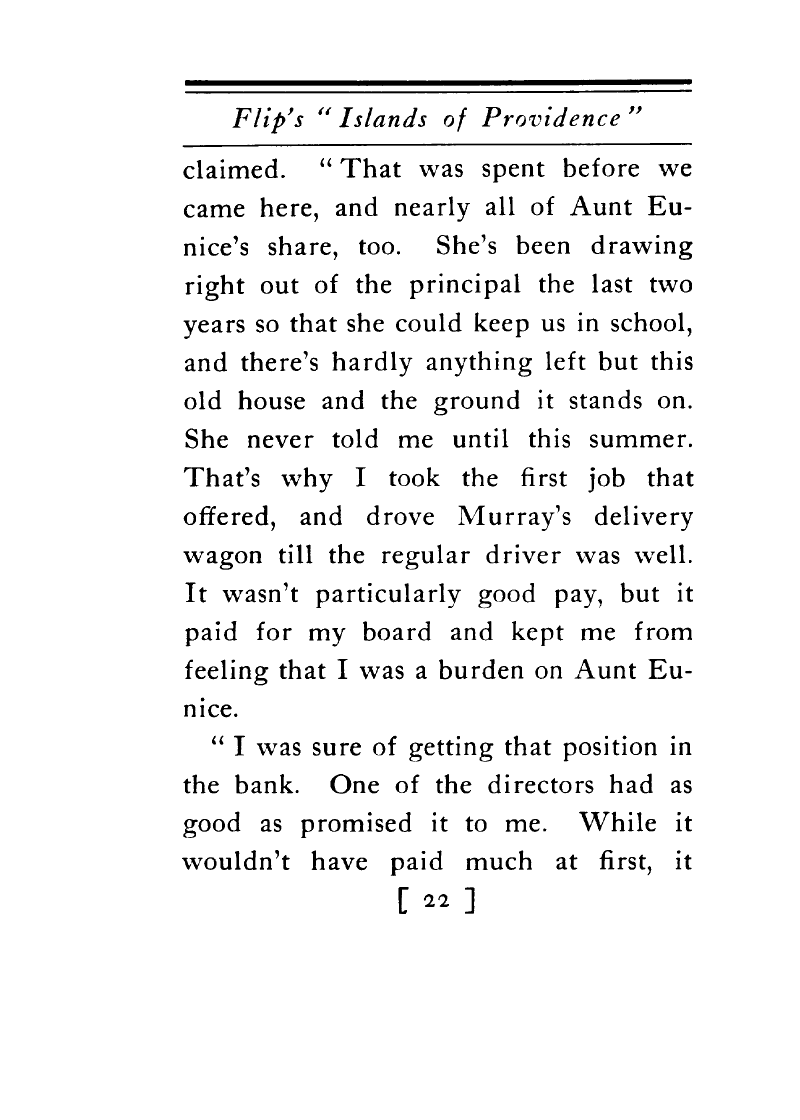 Flip's “Islands of Providence”
claimed. “That was spent before we
came here, and nearly all of Aunt Eu-
nice's share, too. She's been drawing
right out of the principal the last two
years so that she could keep us in school,
and there's hardly anything left but this
old house and the ground it stands on.
She never told me until this summer.
That's why I took the first job that
offered, and drove Murray's delivery
wagon till the regular driver was well.
It wasn't particularly good pay, but it
paid for my board and kept me from
feeling that I was a burden on Aunt Eu-
nice.
“I was sure of getting that position in
the bank. One of the directors had as
good as promised it to me. While it
wouldn't have paid much at first, it
[ 22 ]